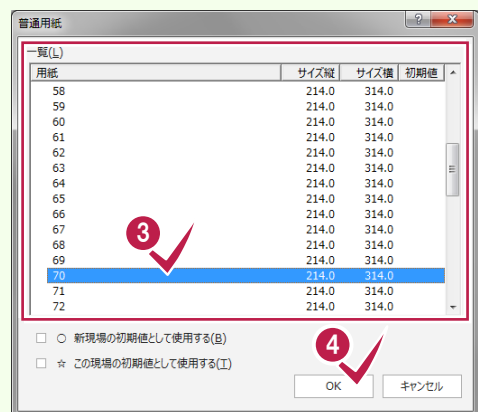 普通用紙
一覧(L)
用紙 サイズ縦 サイズ横 初期値
58 214.0 314.0
59 214.0 314.0
60 214.0 314.0
61 214.0 314.0
62 214.0 314.0
63 214.0 314.0
64 214.0 314.0
65 214.0 314.0
66 214.0 314.0
67 214.0 314.0
68 214.0 314.0
69 214.0 314.0
70 214.0 314.0
71 214.0 314.0
72 214.0 314.0
3
○ 新現場の初期値として使用する(B)
☆ この現場の初期値として使用する(T)
4
OK キャンセル